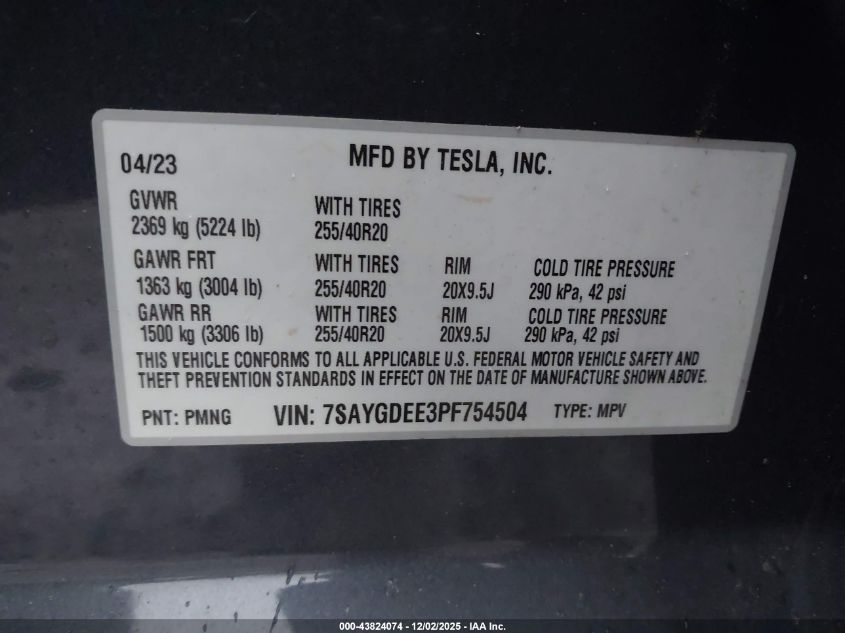 04/23 MFD BY TESLA, INC.
GVWR WITH TIRES
2369 kg (5224 lb) 255/40R20
GAWR FRT WITH TIRES RIM COLD TIRE PRESSURE
1363 kg (3004 lb) 255/40R20 20X9.5J 290 kPa, 42 psi
GAWR RR WITH TIRES RIM COLD TIRE PRESSURE
1500 kg (3306 lb) 255/40R20 20X9.5J 290 kPa, 42 psi
THIS VEHICLE CONFORMS TO ALL APPLICABLE U.S. FEDERAL MOTOR VEHICLE SAFETY AND
THEFT PREVENTION STANDARDS IN EFFECT ON THE DATE OF MANUFACTURE SHOWN ABOVE.
PNT: PMNG VIN: 7SAYGDEE3PF754504 TYPE: MPV
000-43824074 - 12/02/2025 - IAA Inc.